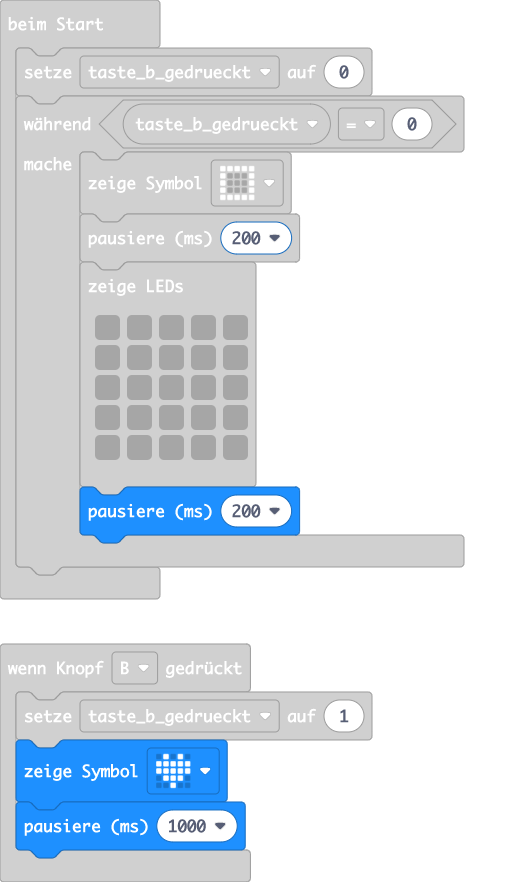 beim Start
setze taste_b_gedrueckt auf 0
während taste_b_gedrueckt = 0
mache
zeige Symbol
pausiere (ms) 200
zeige LEDs
pausiere (ms) 200
wenn Knopf B gedrückt
setze taste_b_gedrueckt auf 1
zeige Symbol
pausiere (ms) 1000